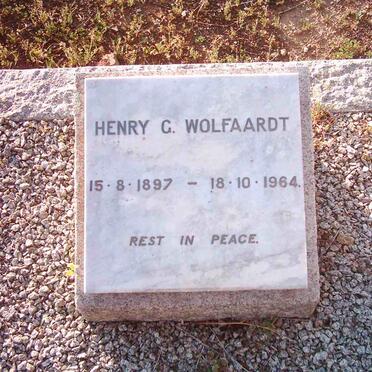 HENRY G. WOLFAARDT
15·8·1897 – 18·10·1964.
REST IN PEACE.